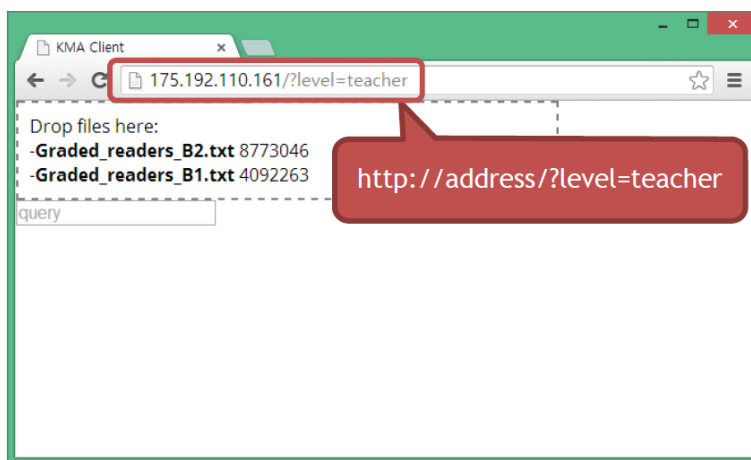 KMA Client
175.192.110.161/?level=teacher
Drop files here:
-Graded_readers_B2.txt 8773046
-Graded_readers_B1.txt 4092263
http://address/?level=teacher
query